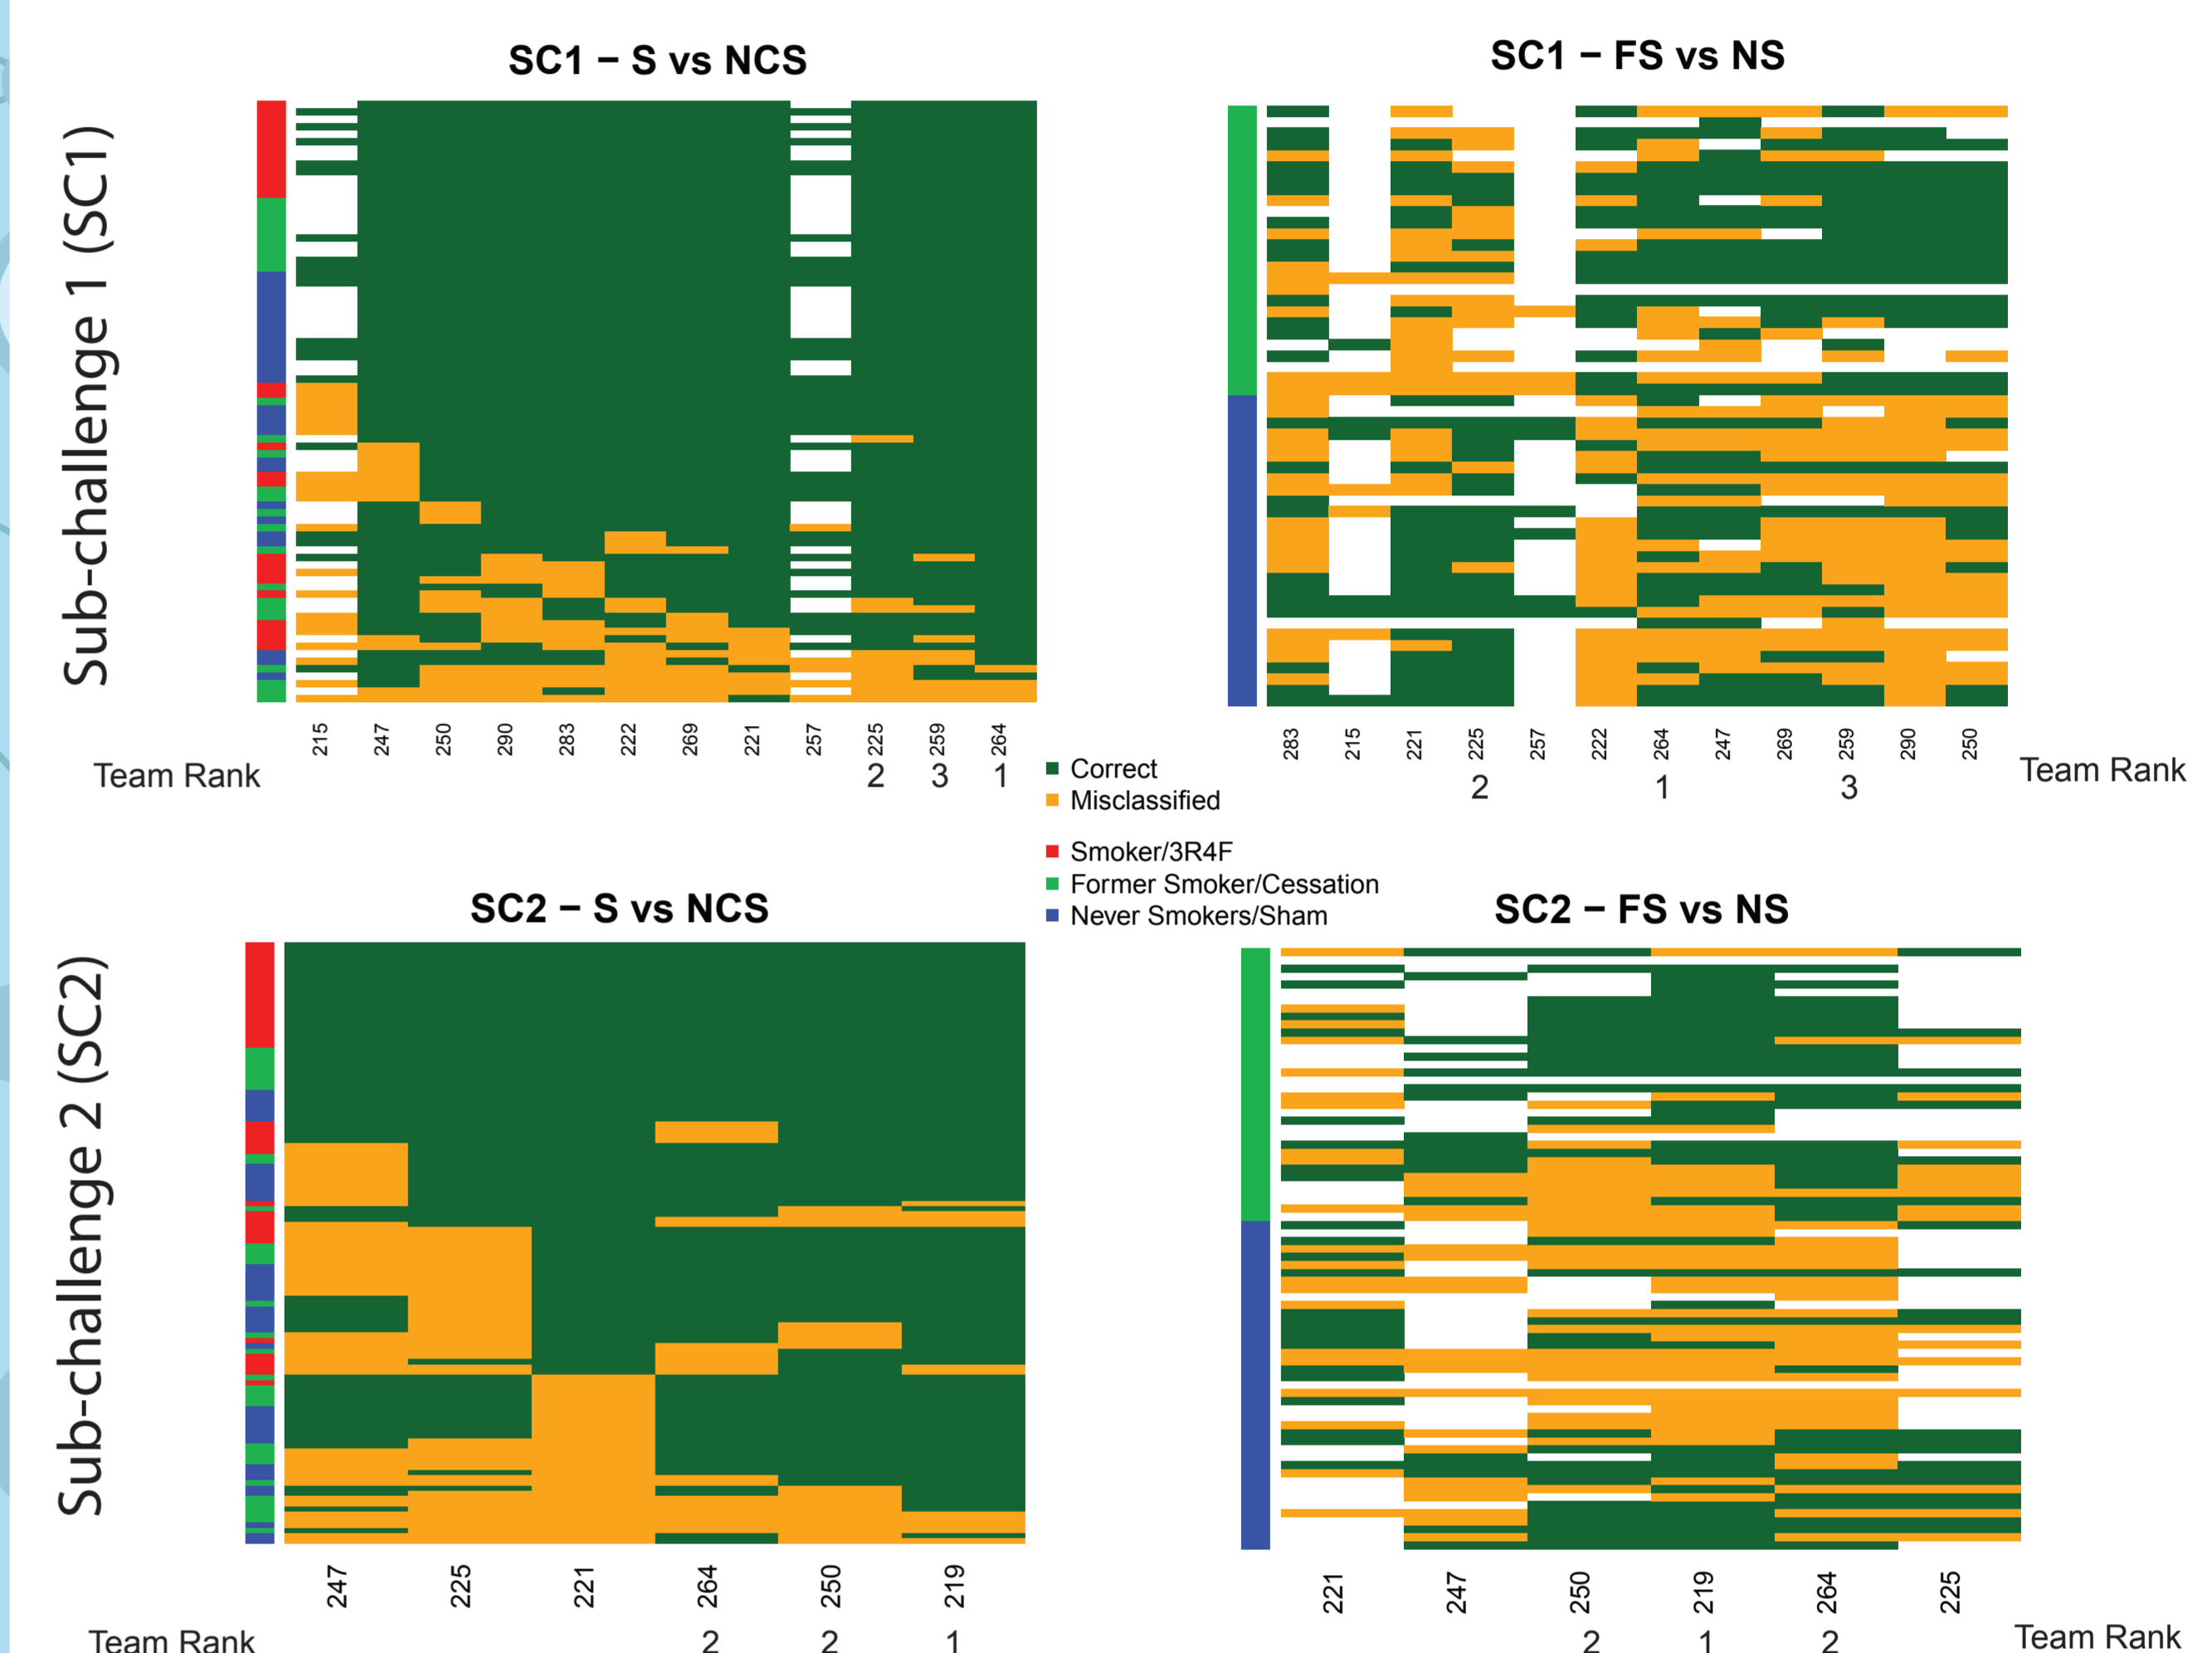 SC1 – S vs NCS
SC1 – FS vs NS
Sub-challenge 1 (SC1)
215 247 250 290 283 222 269 221 257 225 259 264
Team Rank 2 3 1
283 215 221 225 257 222 264 247 269 259 290 250
2 1 3 Team Rank
Correct
Misclassified
Smoker/3R4F
Former Smoker/Cessation
Never Smokers/Sham
SC2 – S vs NCS
SC2 – FS vs NS
Sub-challenge 2 (SC2)
247 225 221 264 250 219
Team Rank 2 2 1
221 247 250 219 264 225
2 1 2 Team Rank